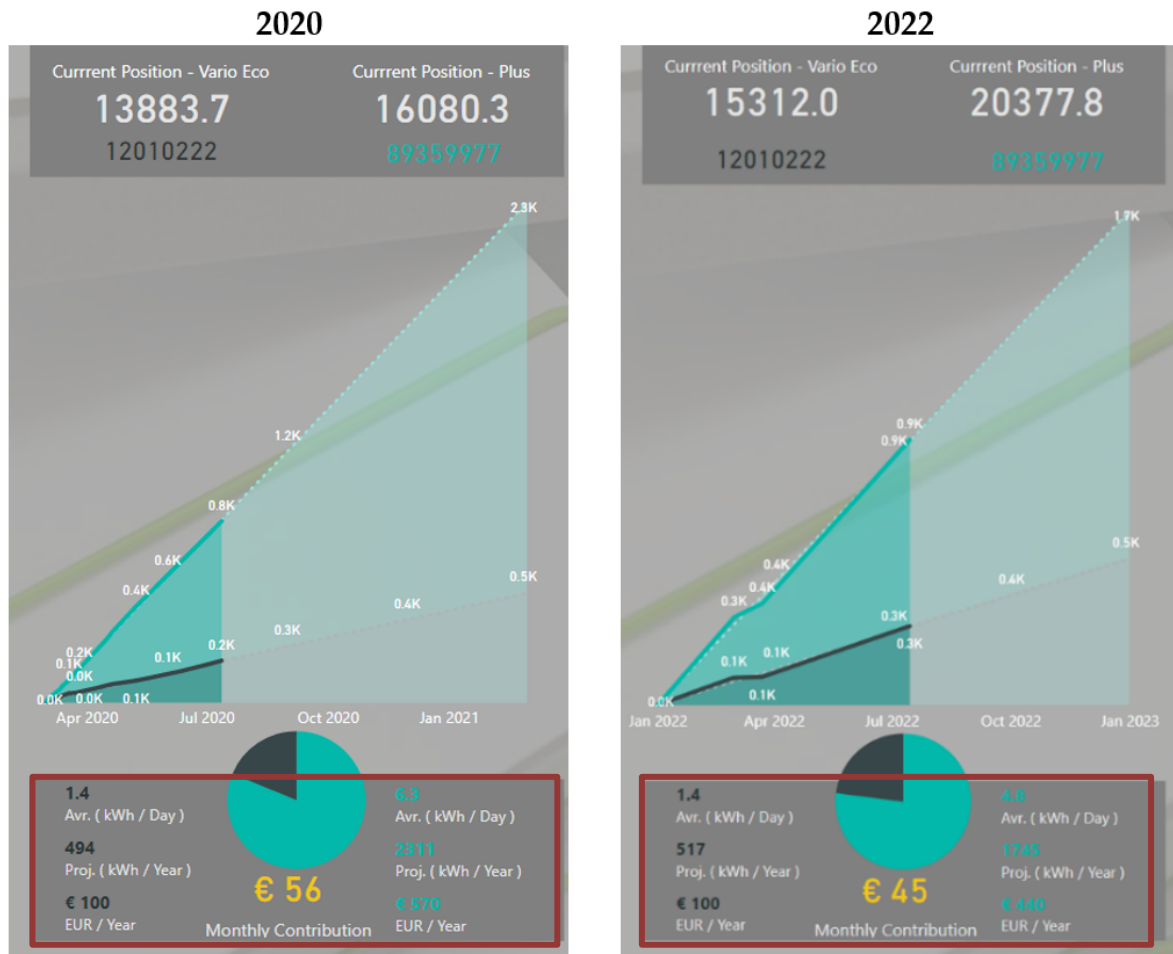 2020
Currrent Position - Vario Eco
Currrent Position - Plus
13883.7
16080.3
12010222
89359977
2.3K
1.2K
0.8K
0.6K
0.4K
0.2K
0.1K
0.0K
0.0K
0.0K
0.1K
0.1K
0.2K
0.3K
0.4K
0.5K
Apr 2020
Jul 2020
Oct 2020
Jan 2021
1.4
Avr. ( kWh / Day )
494
Proj. ( kWh / Year )
€ 100
EUR / Year
€ 56
Monthly Contribution
6.3
Avr. ( kWh / Day )
2311
Proj. ( kWh / Year )
€ 570
EUR / Year
2022
Currrent Position - Vario Eco
Currrent Position - Plus
15312.0
20377.8
12010222
89359977
1.7K
0.9K
0.9K
0.4K
0.4K
0.3K
0.0K
0.1K
0.1K
0.1K
0.3K
0.3K
0.4K
0.5K
Jan 2022
Apr 2022
Jul 2022
Oct 2022
Jan 2023
1.4
Avr. ( kWh / Day )
517
Proj. ( kWh / Year )
€ 100
EUR / Year
€ 45
Monthly Contribution
4.8
Avr. ( kWh / Day )
1745
Proj. ( kWh / Year )
€ 440
EUR / Year